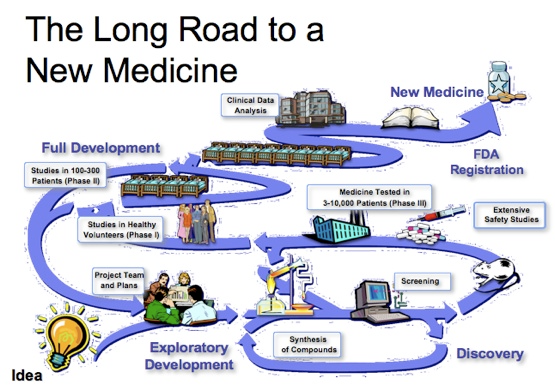 The Long Road to a
New Medicine
New Medicine
Clinical Data
Analysis
Full Development
FDA
Registration
Studies in 100-300
Patients (Phase II)
Medicine Tested in
3-10,000 Patients (Phase III)
Extensive
Safety Studies
Studies in Healthy
Volunteers (Phase I)
Project Team
and Plans
Screening
Synthesis
of Compounds
Exploratory
Development
Discovery
Idea